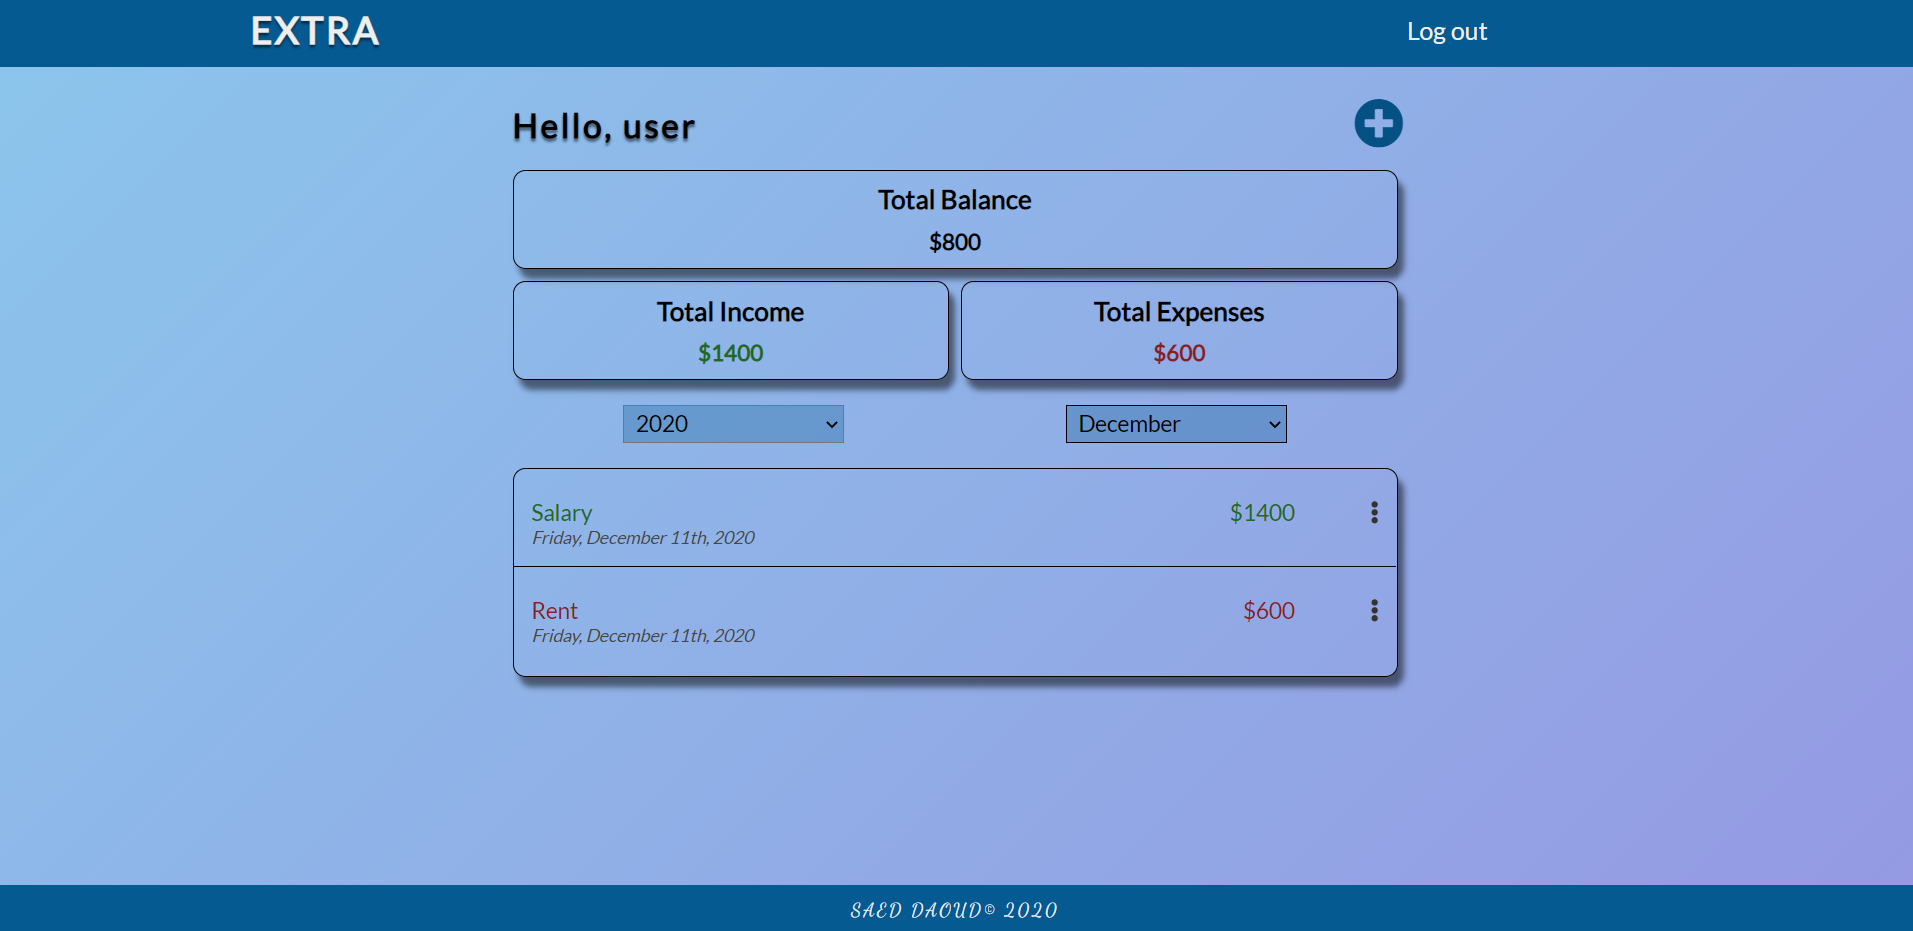 EXTRA
Log out
Hello, user
Total Balance
$800
Total Income
$1400
Total Expenses
$600
2020
December
Salary
$1400
Friday, December 11th, 2020
Rent
$600
Friday, December 11th, 2020
SAED DAOUD© 2020